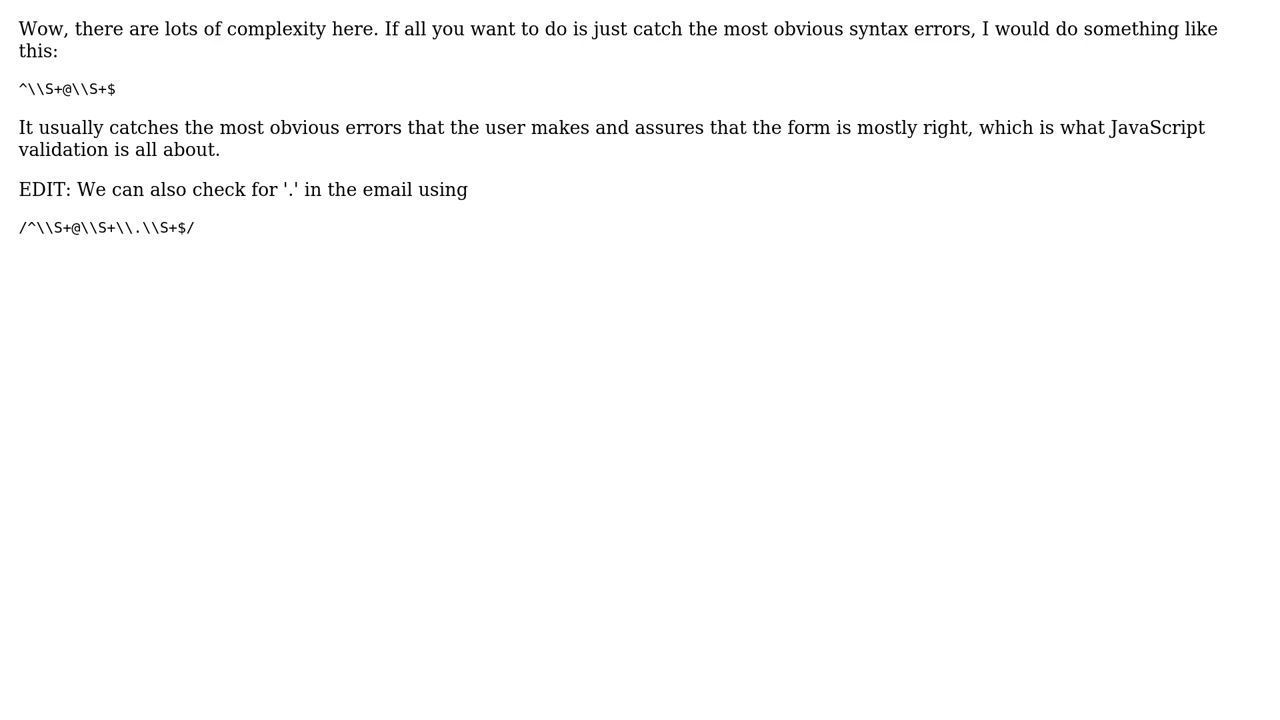 Wow, there are lots of complexity here. If all you want to do is just catch the most obvious syntax errors, I would do something like
this:
^\\S+@\\S+$
It usually catches the most obvious errors that the user makes and assures that the form is mostly right, which is what JavaScript
validation is all about.
EDIT: We can also check for '.' in the email using
/^\\S+@\\S+\\.\\S+$/